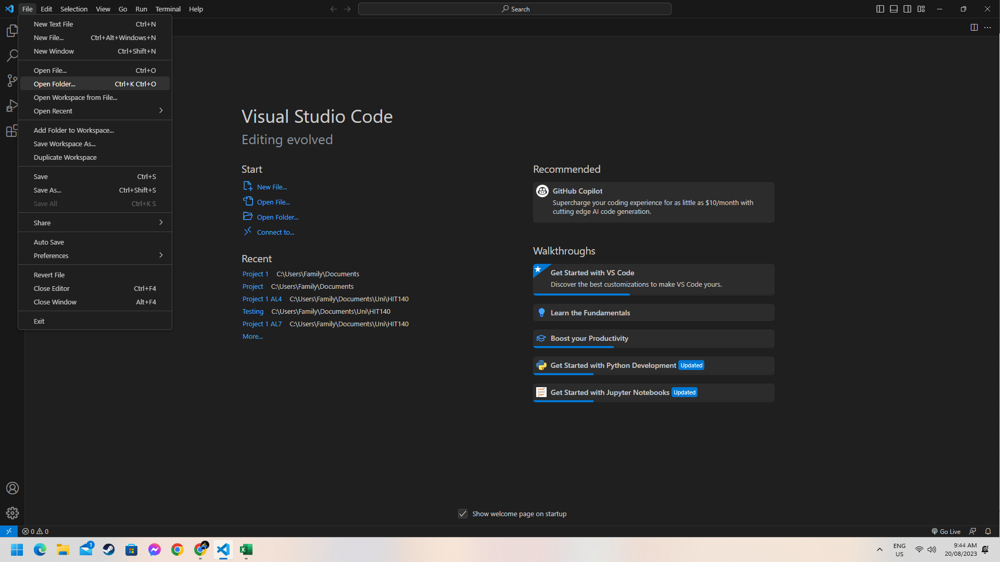 File Edit Selection View Go Run Terminal Help
Search
New Text File Ctrl+N
New File... Ctrl+Alt+Windows+N
New Window Ctrl+Shift+N
Open File... Ctrl+O
Open Folder... Ctrl+K Ctrl+O
Open Workspace from File...
Open Recent
Add Folder to Workspace...
Save Workspace As...
Duplicate Workspace
Save Ctrl+S
Save As... Ctrl+Shift+S
Save All Ctrl+K S
Share
Auto Save
Preferences
Revert File
Close Editor Ctrl+F4
Close Window Alt+F4
Exit
Visual Studio Code
Editing evolved
Start
New File...
Open File...
Open Folder...
Connect to...
Recent
Project 1 C:\Users\Family\Documents
Project C:\Users\Family\Documents
Project 1 AL4 C:\Users\Family\Documents\Uni\HIT140
Testing C:\Users\Family\Documents\Uni\HIT140
Project 1 AL7 C:\Users\Family\Documents\Uni\HIT140
More...
Recommended
GitHub Copilot
Supercharge your coding experience for as little as $10/month with
cutting edge AI code generation.
Walkthroughs
Get Started with VS Code
Discover the best customizations to make VS Code yours.
Learn the Fundamentals
Boost your Productivity
Get Started with Python Development Updated
Get Started with Jupyter Notebooks Updated
Show welcome page on startup
0 0
Go Live
1
ENG
US
9:44 AM
20/08/2023